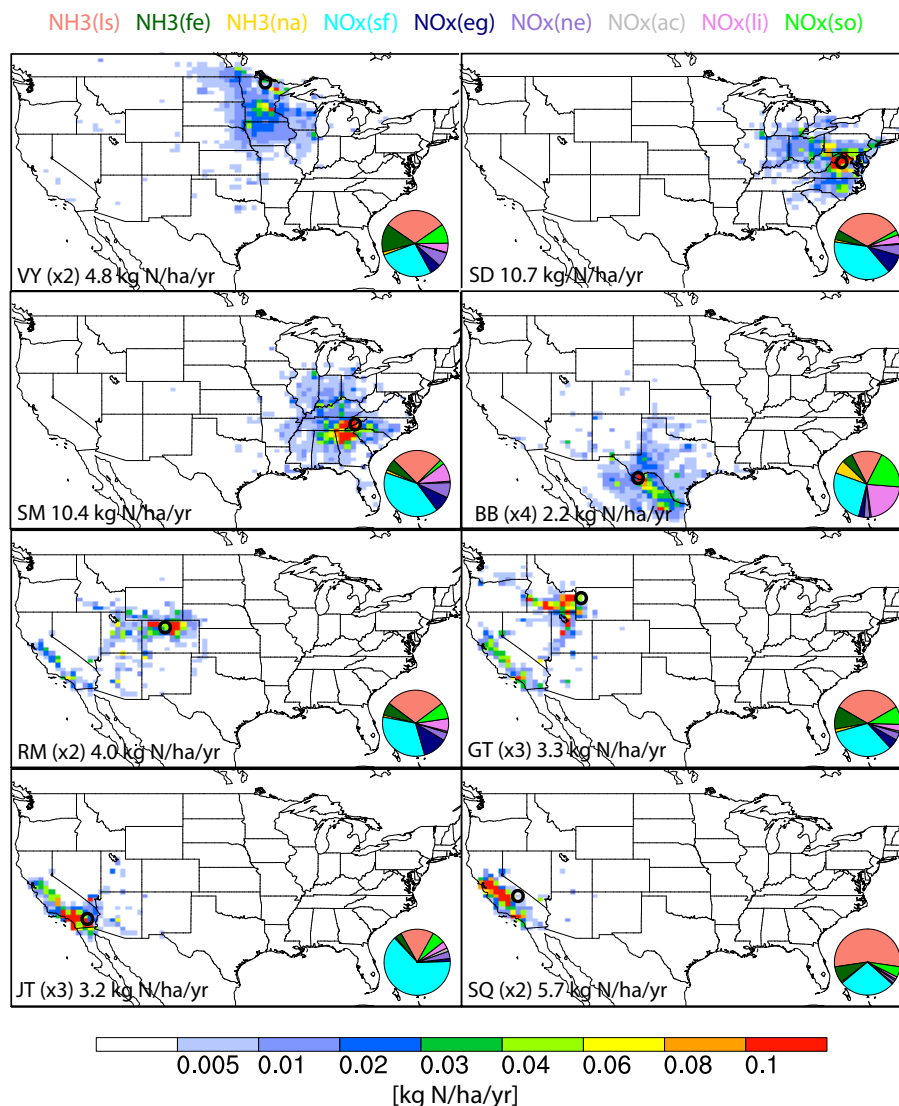 NH3(ls) NH3(fe) NH3(na) NOx(sf) NOx(eg) NOx(ne) NOx(ac) NOx(li) NOx(so)
VY (x2) 4.8 kg N/ha/yr
SD 10.7 kg N/ha/yr
SM 10.4 kg N/ha/yr
BB (x4) 2.2 kg N/ha/yr
RM (x2) 4.0 kg N/ha/yr
GT (x3) 3.3 kg N/ha/yr
JT (x3) 3.2 kg N/ha/yr
SQ (x2) 5.7 kg N/ha/yr
0.005 0.01 0.02 0.03 0.04 0.06 0.08 0.1
[kg N/ha/yr]